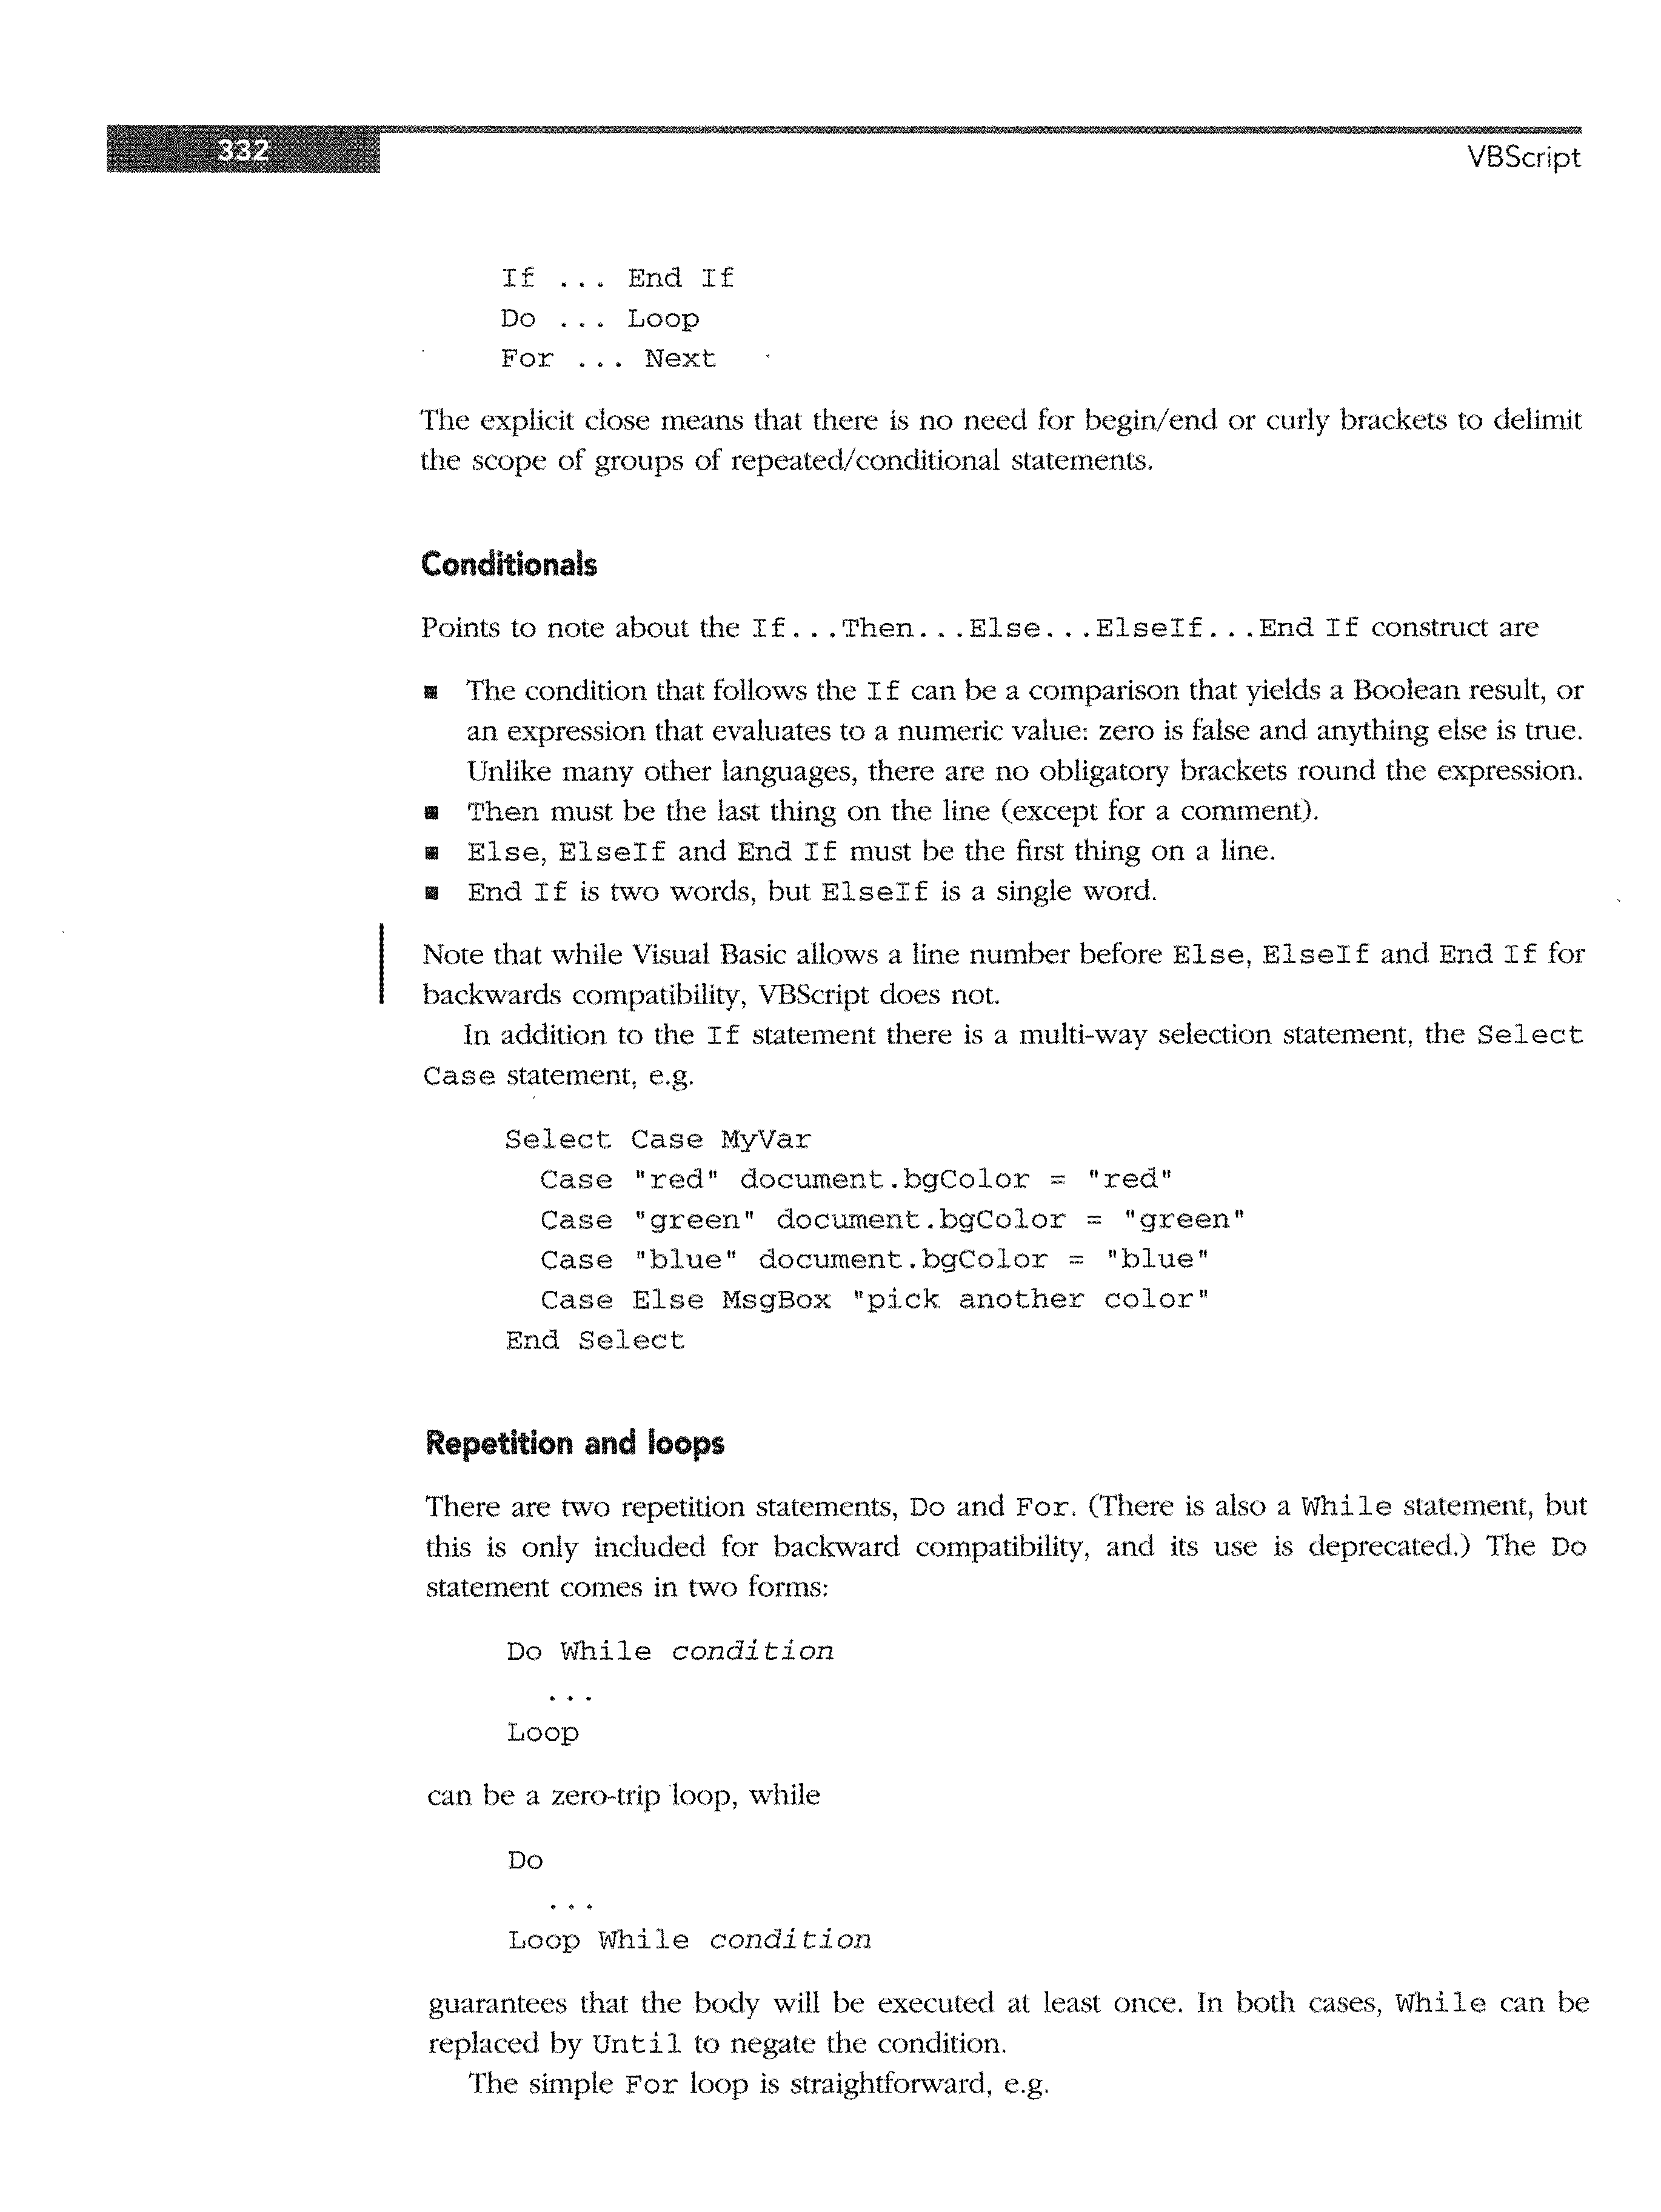 332
VBScript
If ... End If
Do ... Loop
For ... Next
The explicit close means that there is no need for begin/end or curly brackets to delimit
the scope of groups of repeated/conditional statements.
Conditionals
Points to note about the If...Then...Else...ElseIf...End If construct are
■ The condition that follows the If can be a comparison that yields a Boolean result, or
an expression that evaluates to a numeric value: zero is false and anything else is true.
Unlike many other languages, there are no obligatory brackets round the expression.
■ Then must be the last thing on the line (except for a comment).
■ Else, ElseIf and End If must be the first thing on a line.
■ End If is two words, but ElseIf is a single word.
Note that while Visual Basic allows a line number before Else, ElseIf and End If for
backwards compatibility, VBScript does not.
In addition to the If statement there is a multi-way selection statement, the Select
Case statement, e.g.
Select Case MyVar
Case "red" document.bgColor = "red"
Case "green" document.bgColor = "green"
Case "blue" document.bgColor = "blue"
Case Else MsgBox "pick another color"
End Select
Repetition and loops
There are two repetition statements, Do and For. (There is also a While statement, but
this is only included for backward compatibility, and its use is deprecated.) The Do
statement comes in two forms:
Do While condition
...
Loop
can be a zero-trip loop, while
Do
...
Loop While condition
guarantees that the body will be executed at least once. In both cases, While can be
replaced by Until to negate the condition.
The simple For loop is straightforward, e.g.